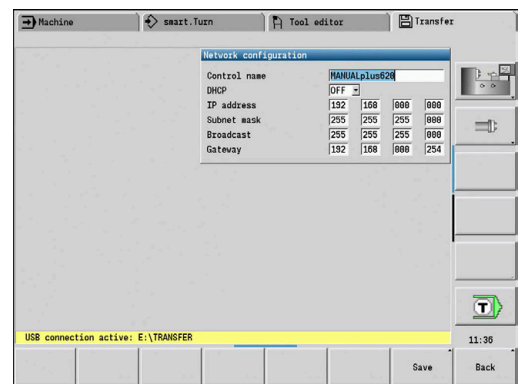 Machine smart.Turn Tool editor Transfer
Network configuration
Control name MANUALplus620
DHCP OFF
IP address 192 168 000 000
Subnet mask 255 255 255 000
Broadcast 255 255 255 000
Gateway 192 168 000 254
T
USB connection active: E:\TRANSFER
11:36
Save Back